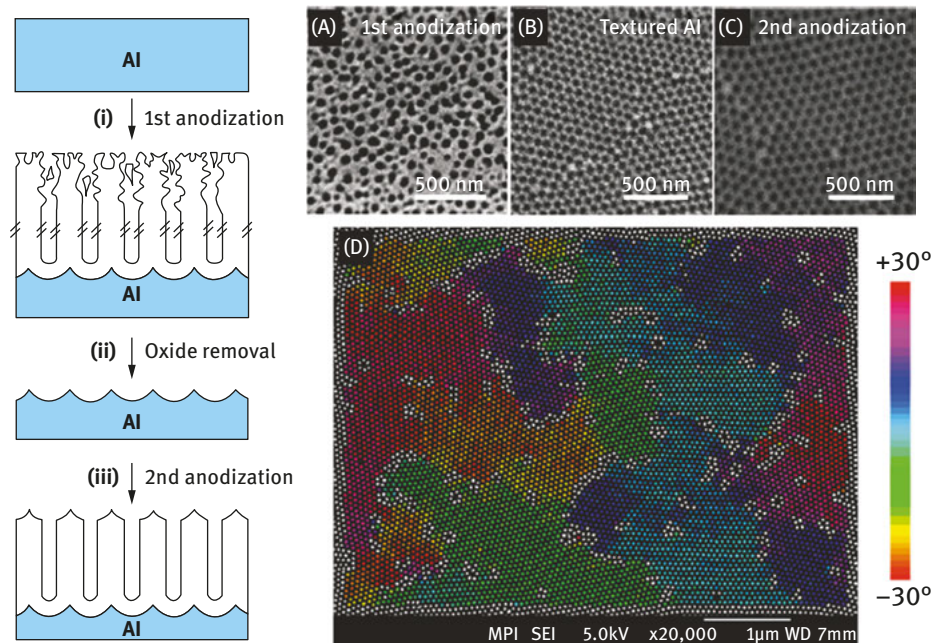 Al
(i) 1st anodization
Al
(ii) Oxide removal
Al
(iii) 2nd anodization
Al
(A) 1st anodization
500 nm
(B) Textured Al
500 nm
(C) 2nd anodization
500 nm
(D)
+30°
−30°
MPI SEI 5.0kV x20,000 1µm WD 7mm